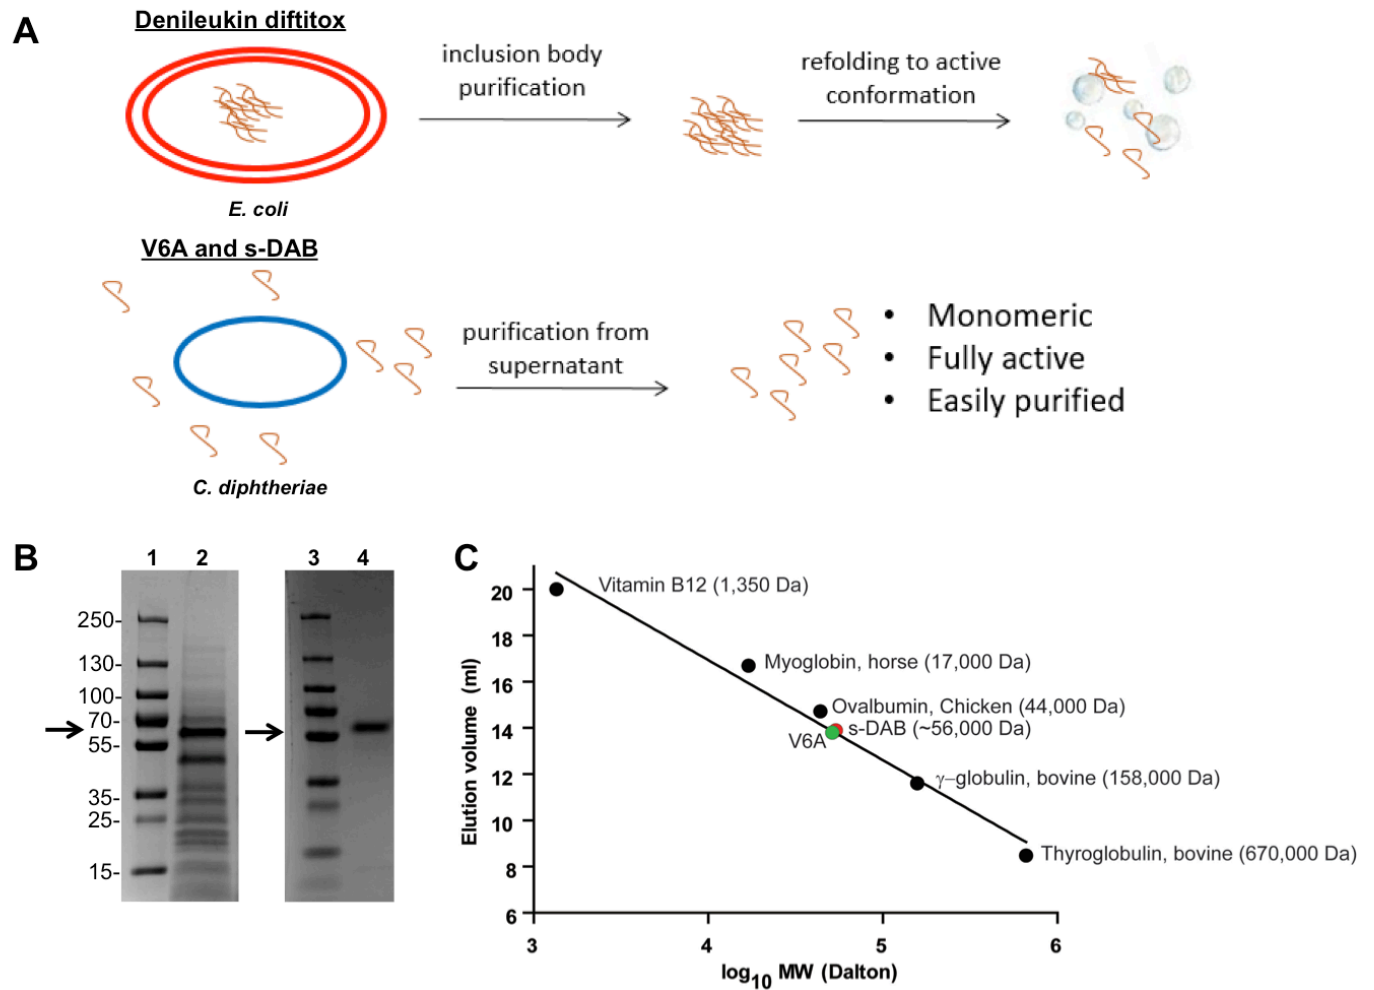 A
Denileukin diftitox
inclusion body
purification
refolding to active
conformation
E. coli
V6A and s-DAB
purification from
supernatant
• Monomeric
• Fully active
• Easily purified
C. diphtheriae
B
1 2 3 4
250-
130-
100-
70-
55-
35-
25-
15-
C
Elution volume (ml)
20
18
16
14
12
10
8
6
3 4 5 6
log10 MW (Dalton)
Vitamin B12 (1,350 Da)
Myoglobin, horse (17,000 Da)
Ovalbumin, Chicken (44,000 Da)
s-DAB (~56,000 Da)
V6A
γ–globulin, bovine (158,000 Da)
Thyroglobulin, bovine (670,000 Da)